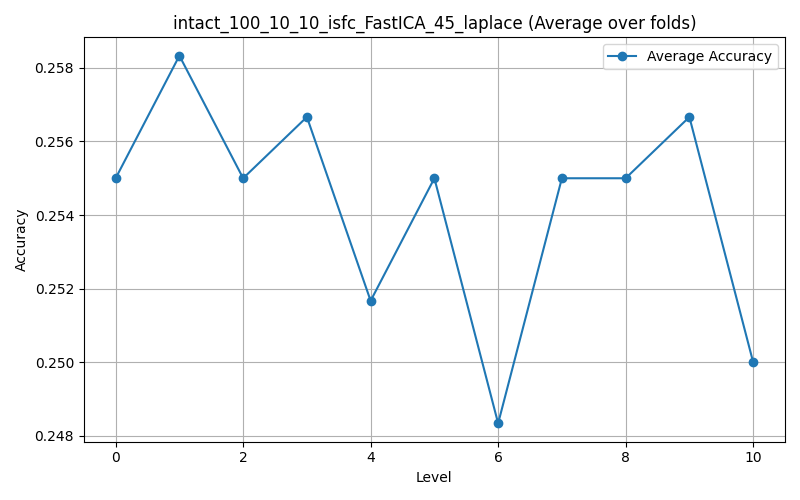 intact_100_10_10_isfc_FastICA_45_laplace (Average over folds)
Average Accuracy
0.258
0.256
0.254
0.252
0.250
0.248
Accuracy
0 2 4 6 8 10
Level